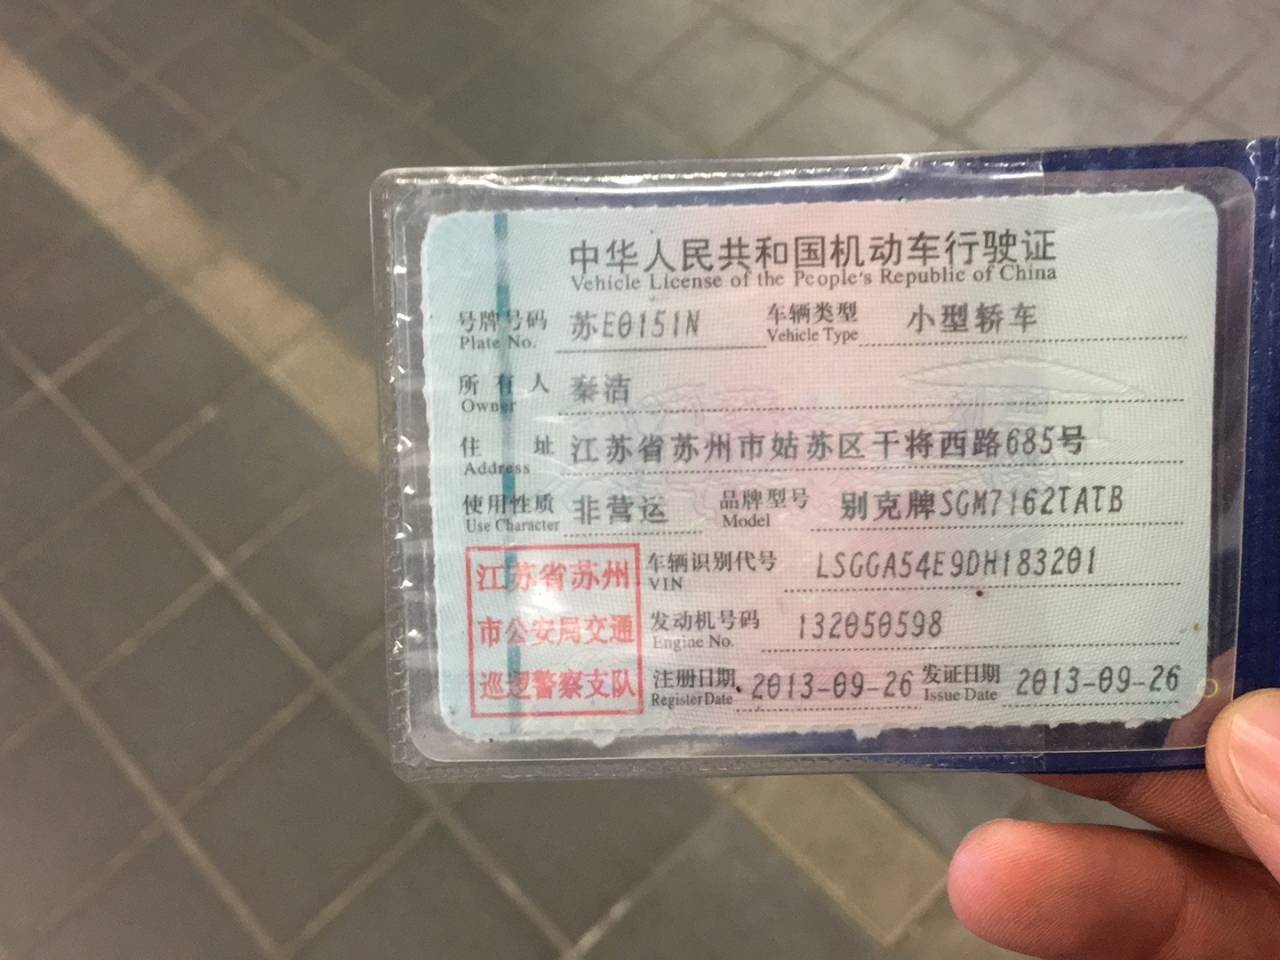 中华人民共和国机动车行驶证
Vehicle License of the People's Republic of China
号牌号码 苏E0151N 车辆类型 小型轿车
Plate No. Vehicle Type
所有人 秦洁
Owner
住址 江苏省苏州市姑苏区干将西路685号
Address
使用性质 非营运 品牌型号 别克牌SGM7162TATB
Use Character Model
江苏省苏州
市公安局交通
巡逻警察支队
车辆识别代号 LSGGA54E9DH183201
VIN
发动机号码 132050598
Engine No.
注册日期 2013-09-26 发证日期 2013-09-26
Register Date Issue Date